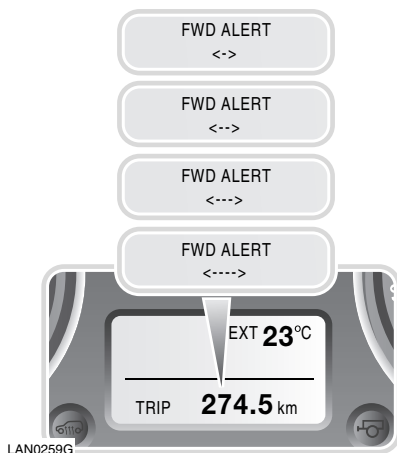 FWD ALERT
<->
FWD ALERT
<-->
FWD ALERT
<--->
FWD ALERT
<---->
EXT 23°C
TRIP 274.5 km
LAN0259G